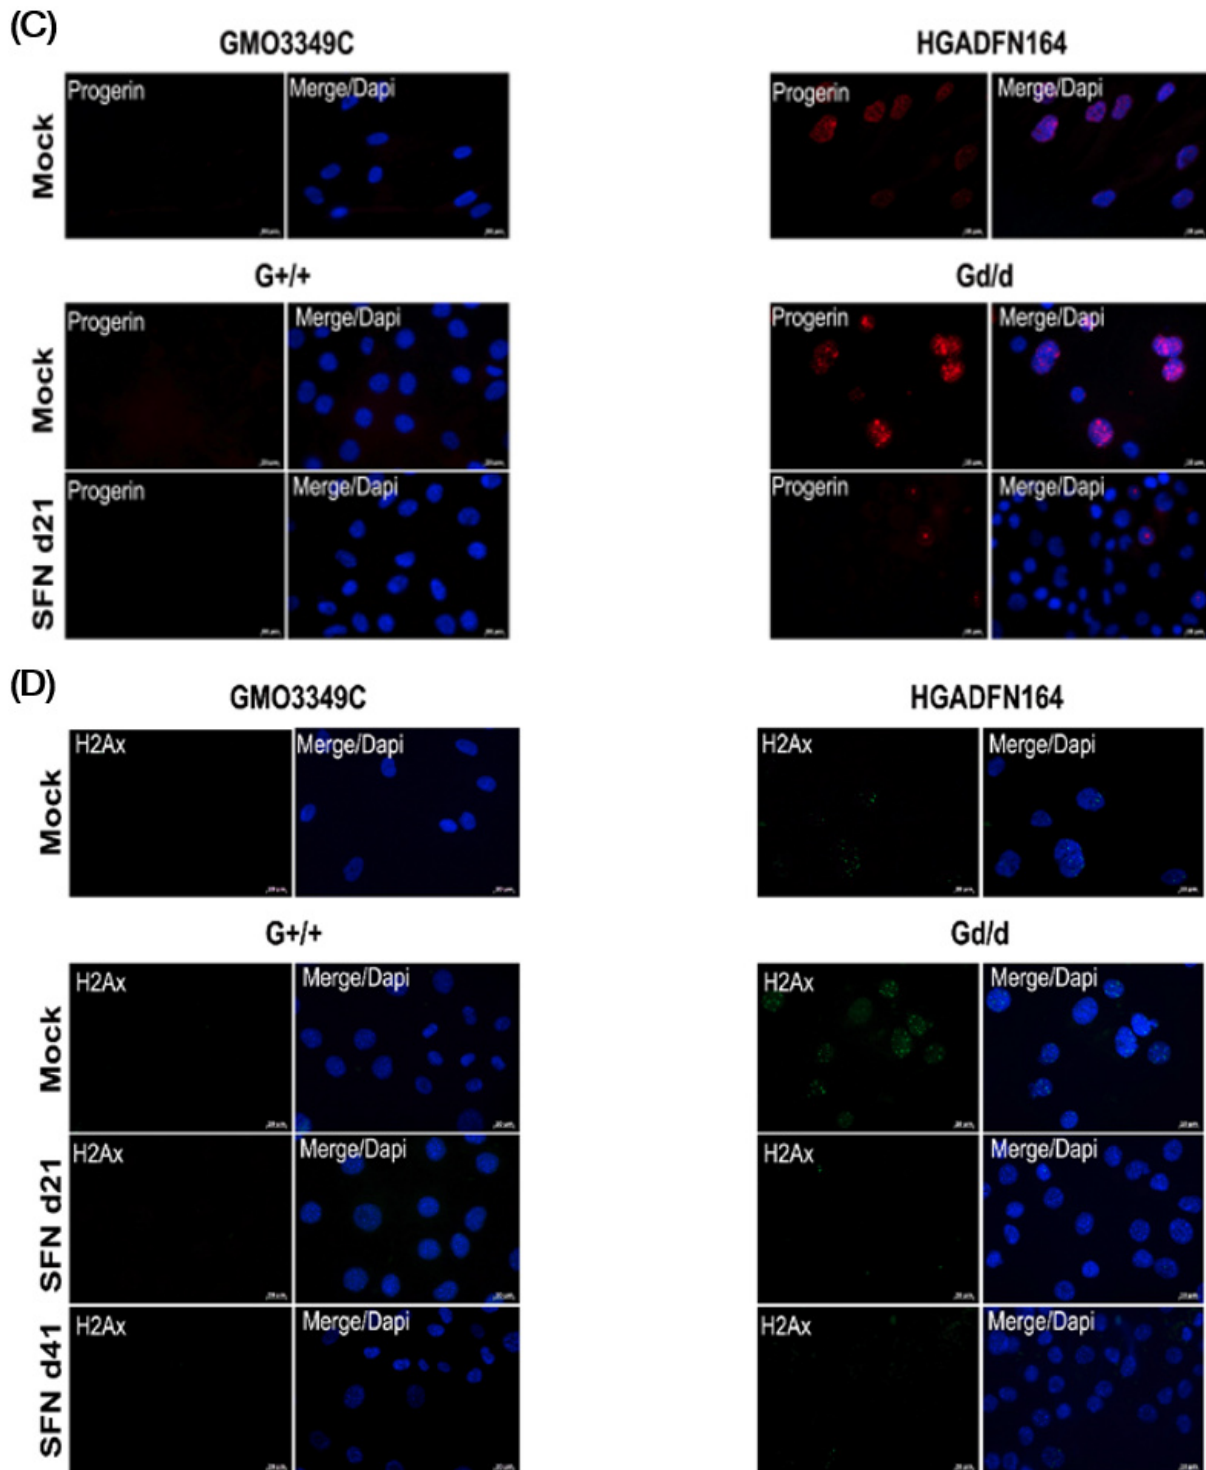 (C)
GMO3349C HGADFN164
Mock Progerin Merge/Dapi Progerin Merge/Dapi
G+/+ Gd/d
Mock Progerin Merge/Dapi Progerin Merge/Dapi
SFN d21 Progerin Merge/Dapi Progerin Merge/Dapi
(D)
GMO3349C HGADFN164
Mock H2Ax Merge/Dapi H2Ax Merge/Dapi
G+/+ Gd/d
Mock H2Ax Merge/Dapi H2Ax Merge/Dapi
SFN d21 H2Ax Merge/Dapi H2Ax Merge/Dapi
SFN d41 H2Ax Merge/Dapi H2Ax Merge/Dapi